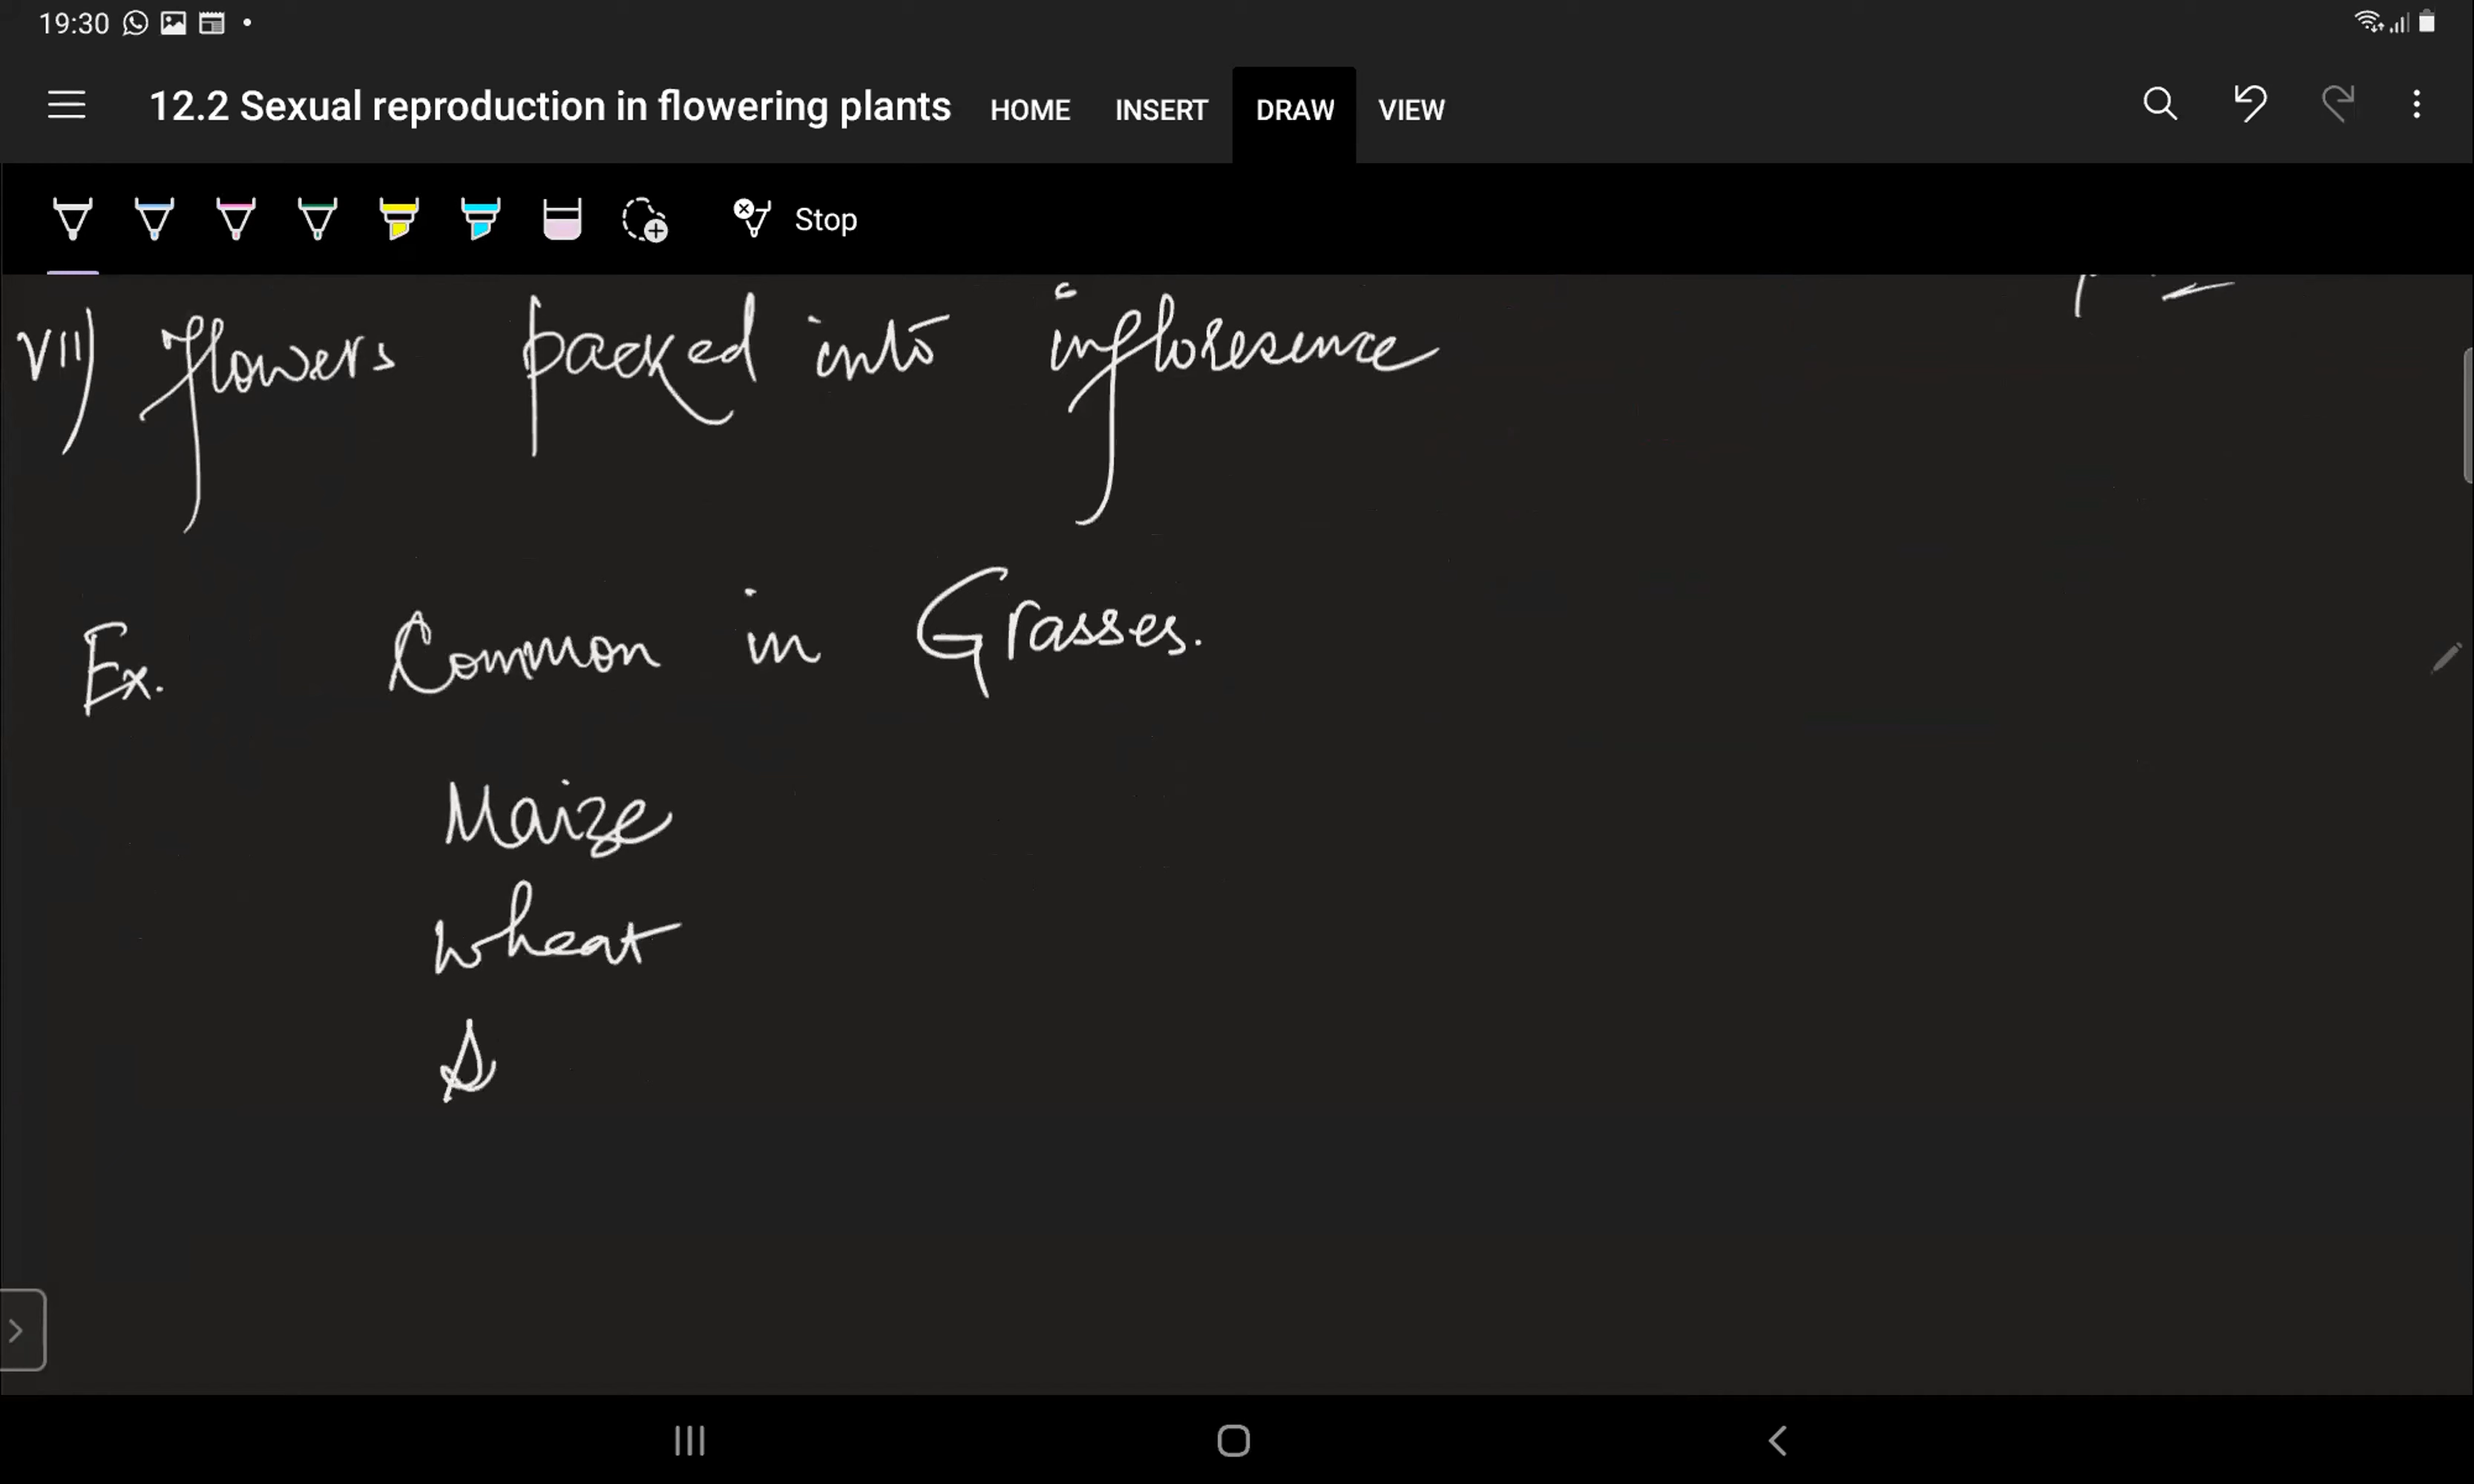 19:30
12.2 Sexual reproduction in flowering plants HOME INSERT DRAW VIEW
Stop
VII) flowers packed into infloresence
Ex. Common in Grasses.
Maize
Wheat
S